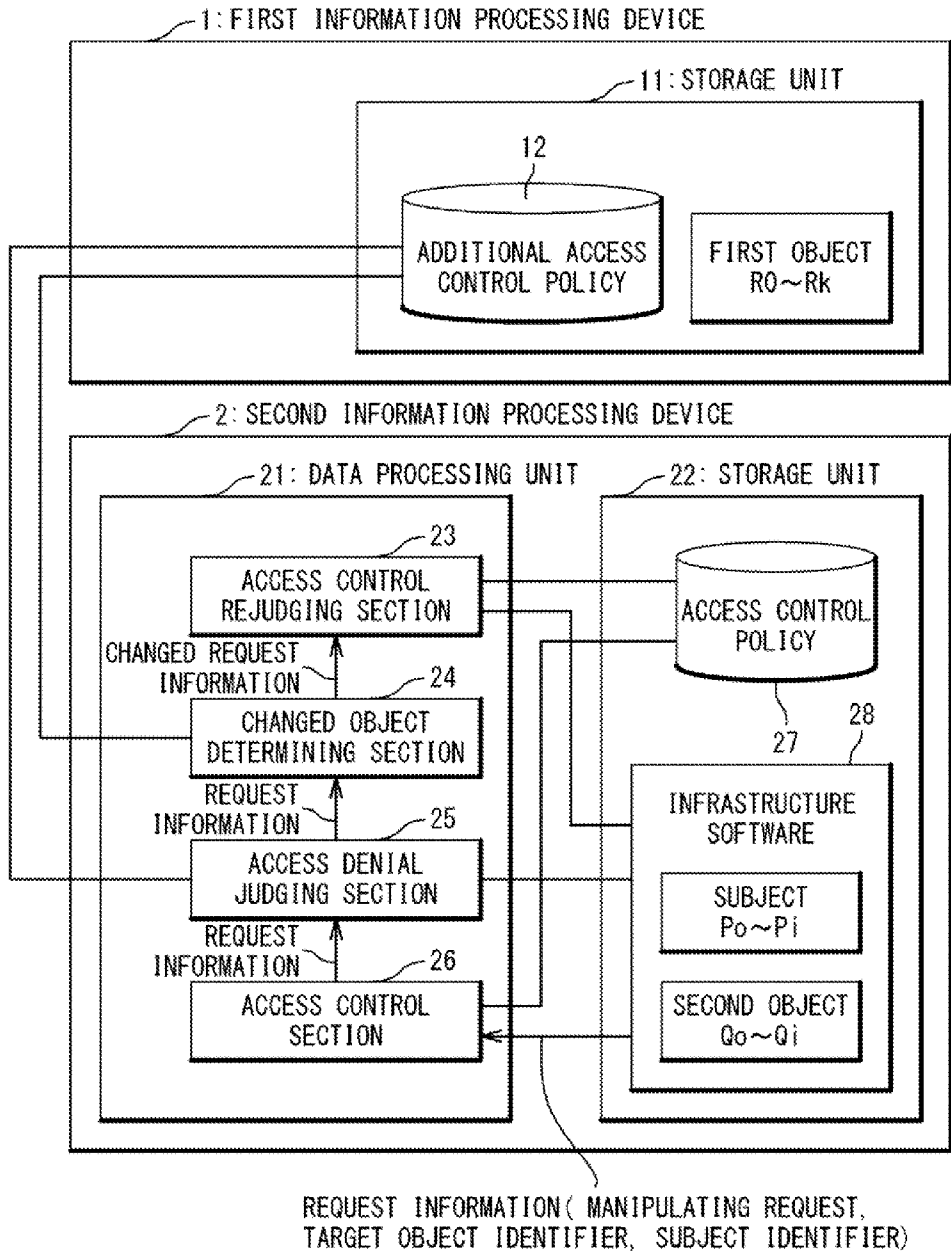 1:FIRST INFORMATION PROCESSING DEVICE
11:STORAGE UNIT
12
ADDITIONAL ACCESS
CONTROL POLICY
FIRST OBJECT
R0~Rk
2:SECOND INFORMATION PROCESSING DEVICE
21:DATA PROCESSING UNIT
22:STORAGE UNIT
23
ACCESS CONTROL
REJUDGING SECTION
ACCESS CONTROL
POLICY
27
CHANGED REQUEST
INFORMATION
24
CHANGED OBJECT
DETERMINING SECTION
28
INFRASTRUCTURE
SOFTWARE
REQUEST
INFORMATION
25
ACCESS DENIAL
JUDGING SECTION
SUBJECT
Po~Pi
REQUEST
INFORMATION
26
ACCESS CONTROL
SECTION
SECOND OBJECT
Qo~Qi
REQUEST INFORMATION( MANIPULATING REQUEST,
TARGET OBJECT IDENTIFIER, SUBJECT IDENTIFIER)